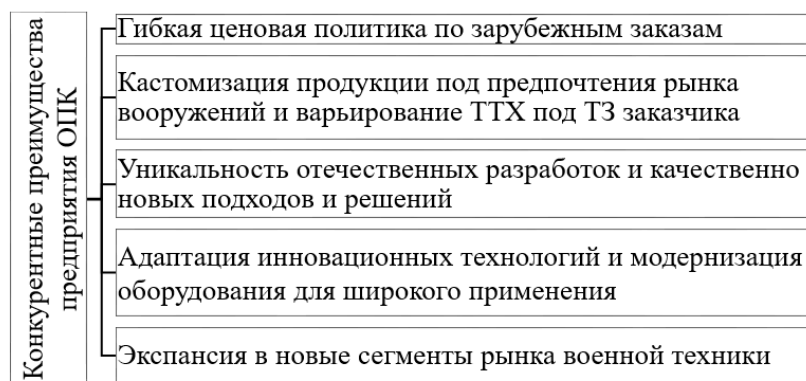 Конкурентные преимущества
предприятия ОПК
Гибкая ценовая политика по зарубежным заказам
Кастомизация продукции под предпочтения рынка
вооружений и варьирование ТТХ под ТЗ заказчика
Уникальность отечественных разработок и качественно
новых подходов и решений
Адаптация инновационных технологий и модернизация
оборудования для широкого применения
Экспансия в новые сегменты рынка военной техники